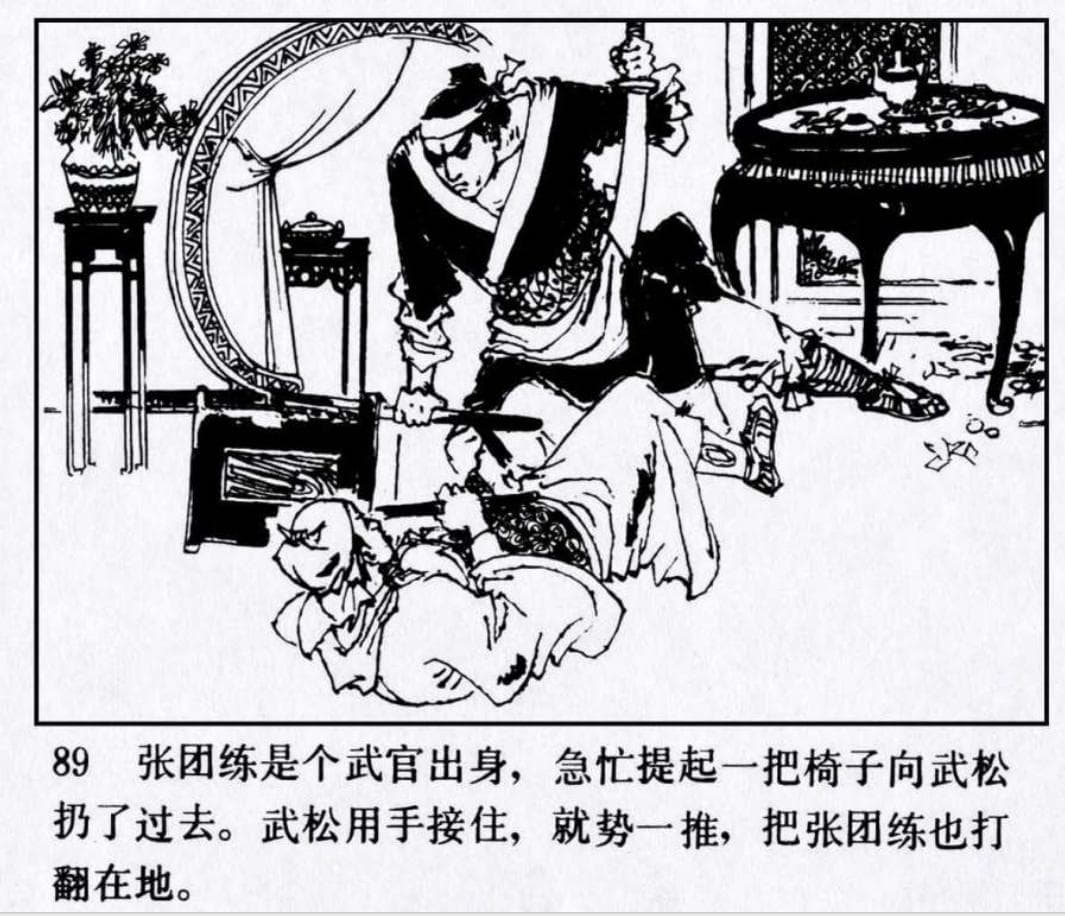 89 张团练是个武官出身，急忙提起一把椅子向武松
扔了过去。武松用手接住，就势一推，把张团练也打
翻在地。